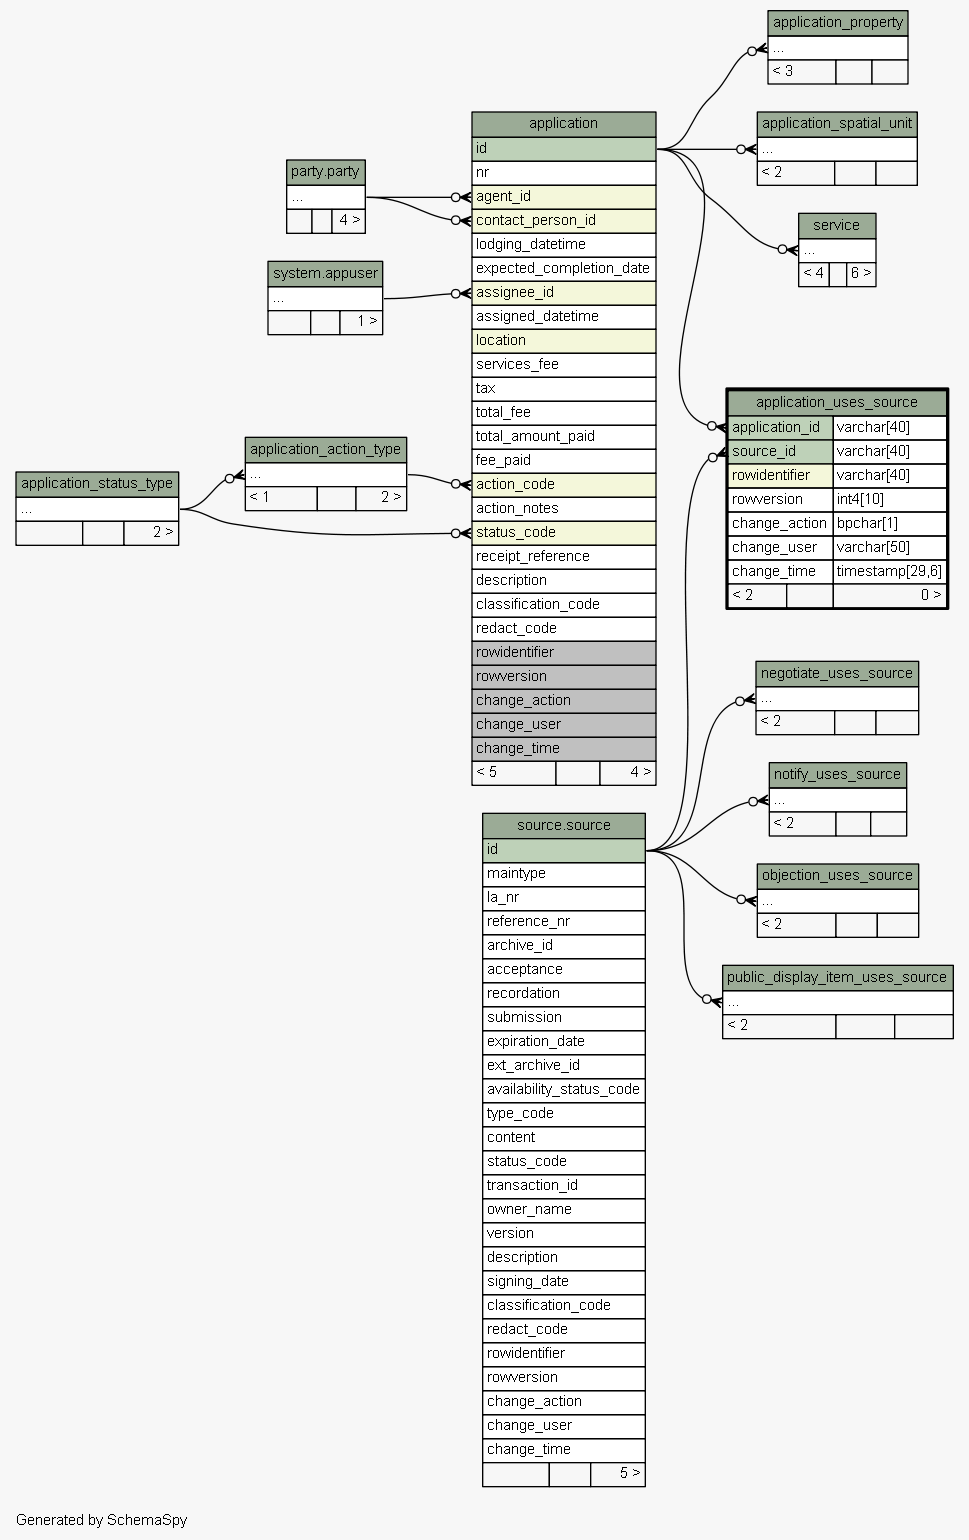 application_property
...
< 3
application
id
nr
agent_id
contact_person_id
lodging_datetime
expected_completion_date
assignee_id
assigned_datetime
location
services_fee
tax
total_fee
total_amount_paid
fee_paid
action_code
action_notes
status_code
receipt_reference
description
classification_code
redact_code
rowidentifier
rowversion
change_action
change_user
change_time
< 5 4 >
application_spatial_unit
...
< 2
party.party
...
4 >
service
...
< 4 6 >
system.appuser
...
1 >
application_uses_source
application_id varchar[40]
source_id varchar[40]
rowidentifier varchar[40]
rowversion int4[10]
change_action bpchar[1]
change_user varchar[50]
change_time timestamp[29,6]
< 2 0 >
application_action_type
...
< 1 2 >
application_status_type
...
2 >
negotiate_uses_source
...
< 2
notify_uses_source
...
< 2
source.source
id
maintype
la_nr
reference_nr
archive_id
acceptance
recordation
submission
expiration_date
ext_archive_id
availability_status_code
type_code
content
status_code
transaction_id
owner_name
version
description
signing_date
classification_code
redact_code
rowidentifier
rowversion
change_action
change_user
change_time
5 >
objection_uses_source
...
< 2
public_display_item_uses_source
...
< 2
Generated by SchemaSpy